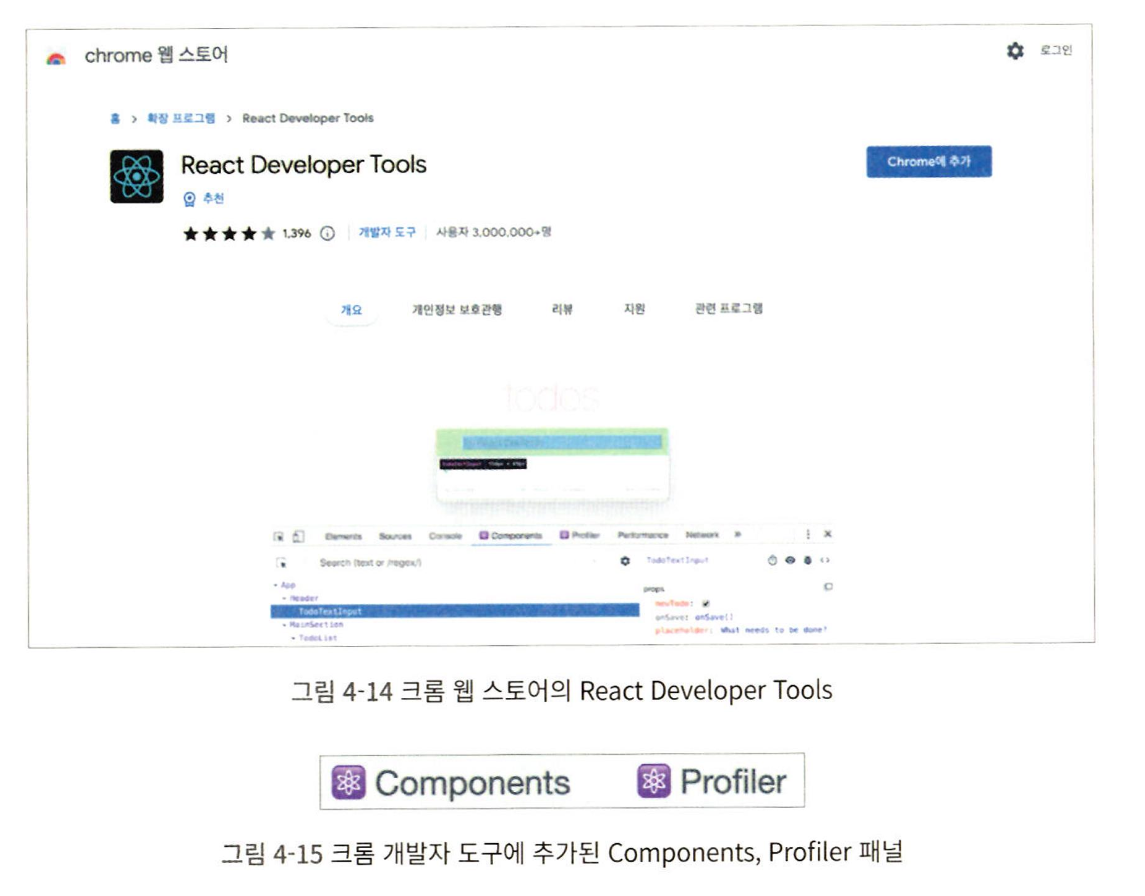 chrome 웹 스토어
로그인
홈 > 확장 프로그램 > React Developer Tools
React Developer Tools
Chrome에 추가
추천
1,396 개발자 도구 사용자 3,000,000+명
개요 개인정보 보호관행 리뷰 지원 관련 프로그램
todos
Elements Sources Console Components Profiler Performance Network »
Search (text or /regex/)
TodoTextInput
App
props
Header
newTodo:
TodoTextInput
onSave: onSave()
MainSection
placeholder: What needs to be done?
TodoList
그림 4-14 크롬 웹 스토어의 React Developer Tools
Components Profiler
그림 4-15 크롬 개발자 도구에 추가된 Components, Profiler 패널